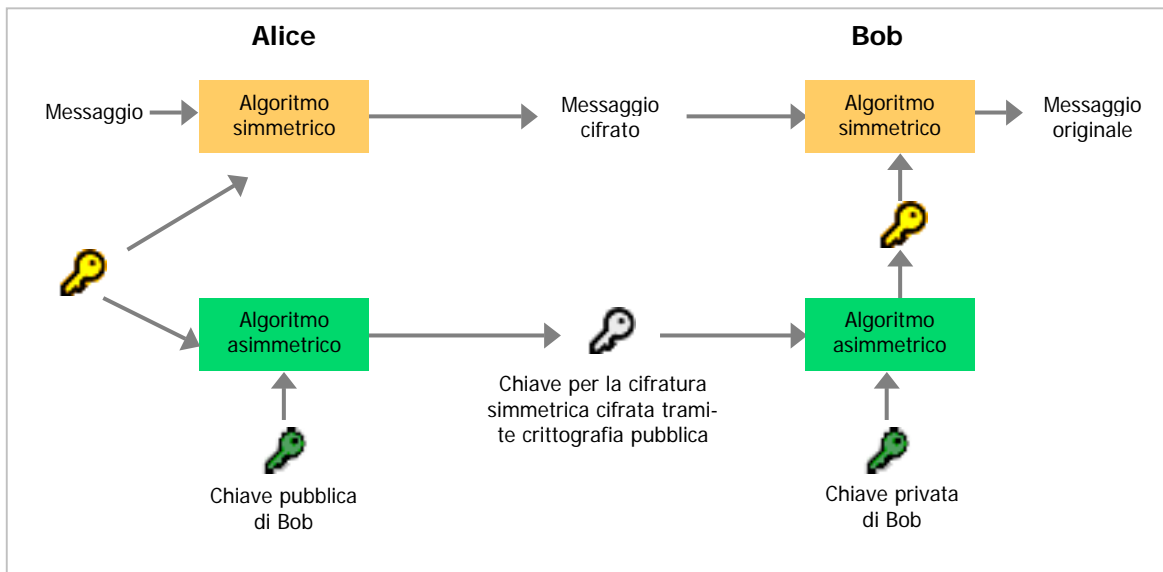 Alice
Bob
Messaggio
Algoritmo
simmetrico
Messaggio
cifrato
Algoritmo
simmetrico
Messaggio
originale
Algoritmo
asimmetrico
Algoritmo
asimmetrico
Chiave per la cifratura
simmetrica cifrata trami-
te crittografia pubblica
Chiave pubblica
di Bob
Chiave privata
di Bob